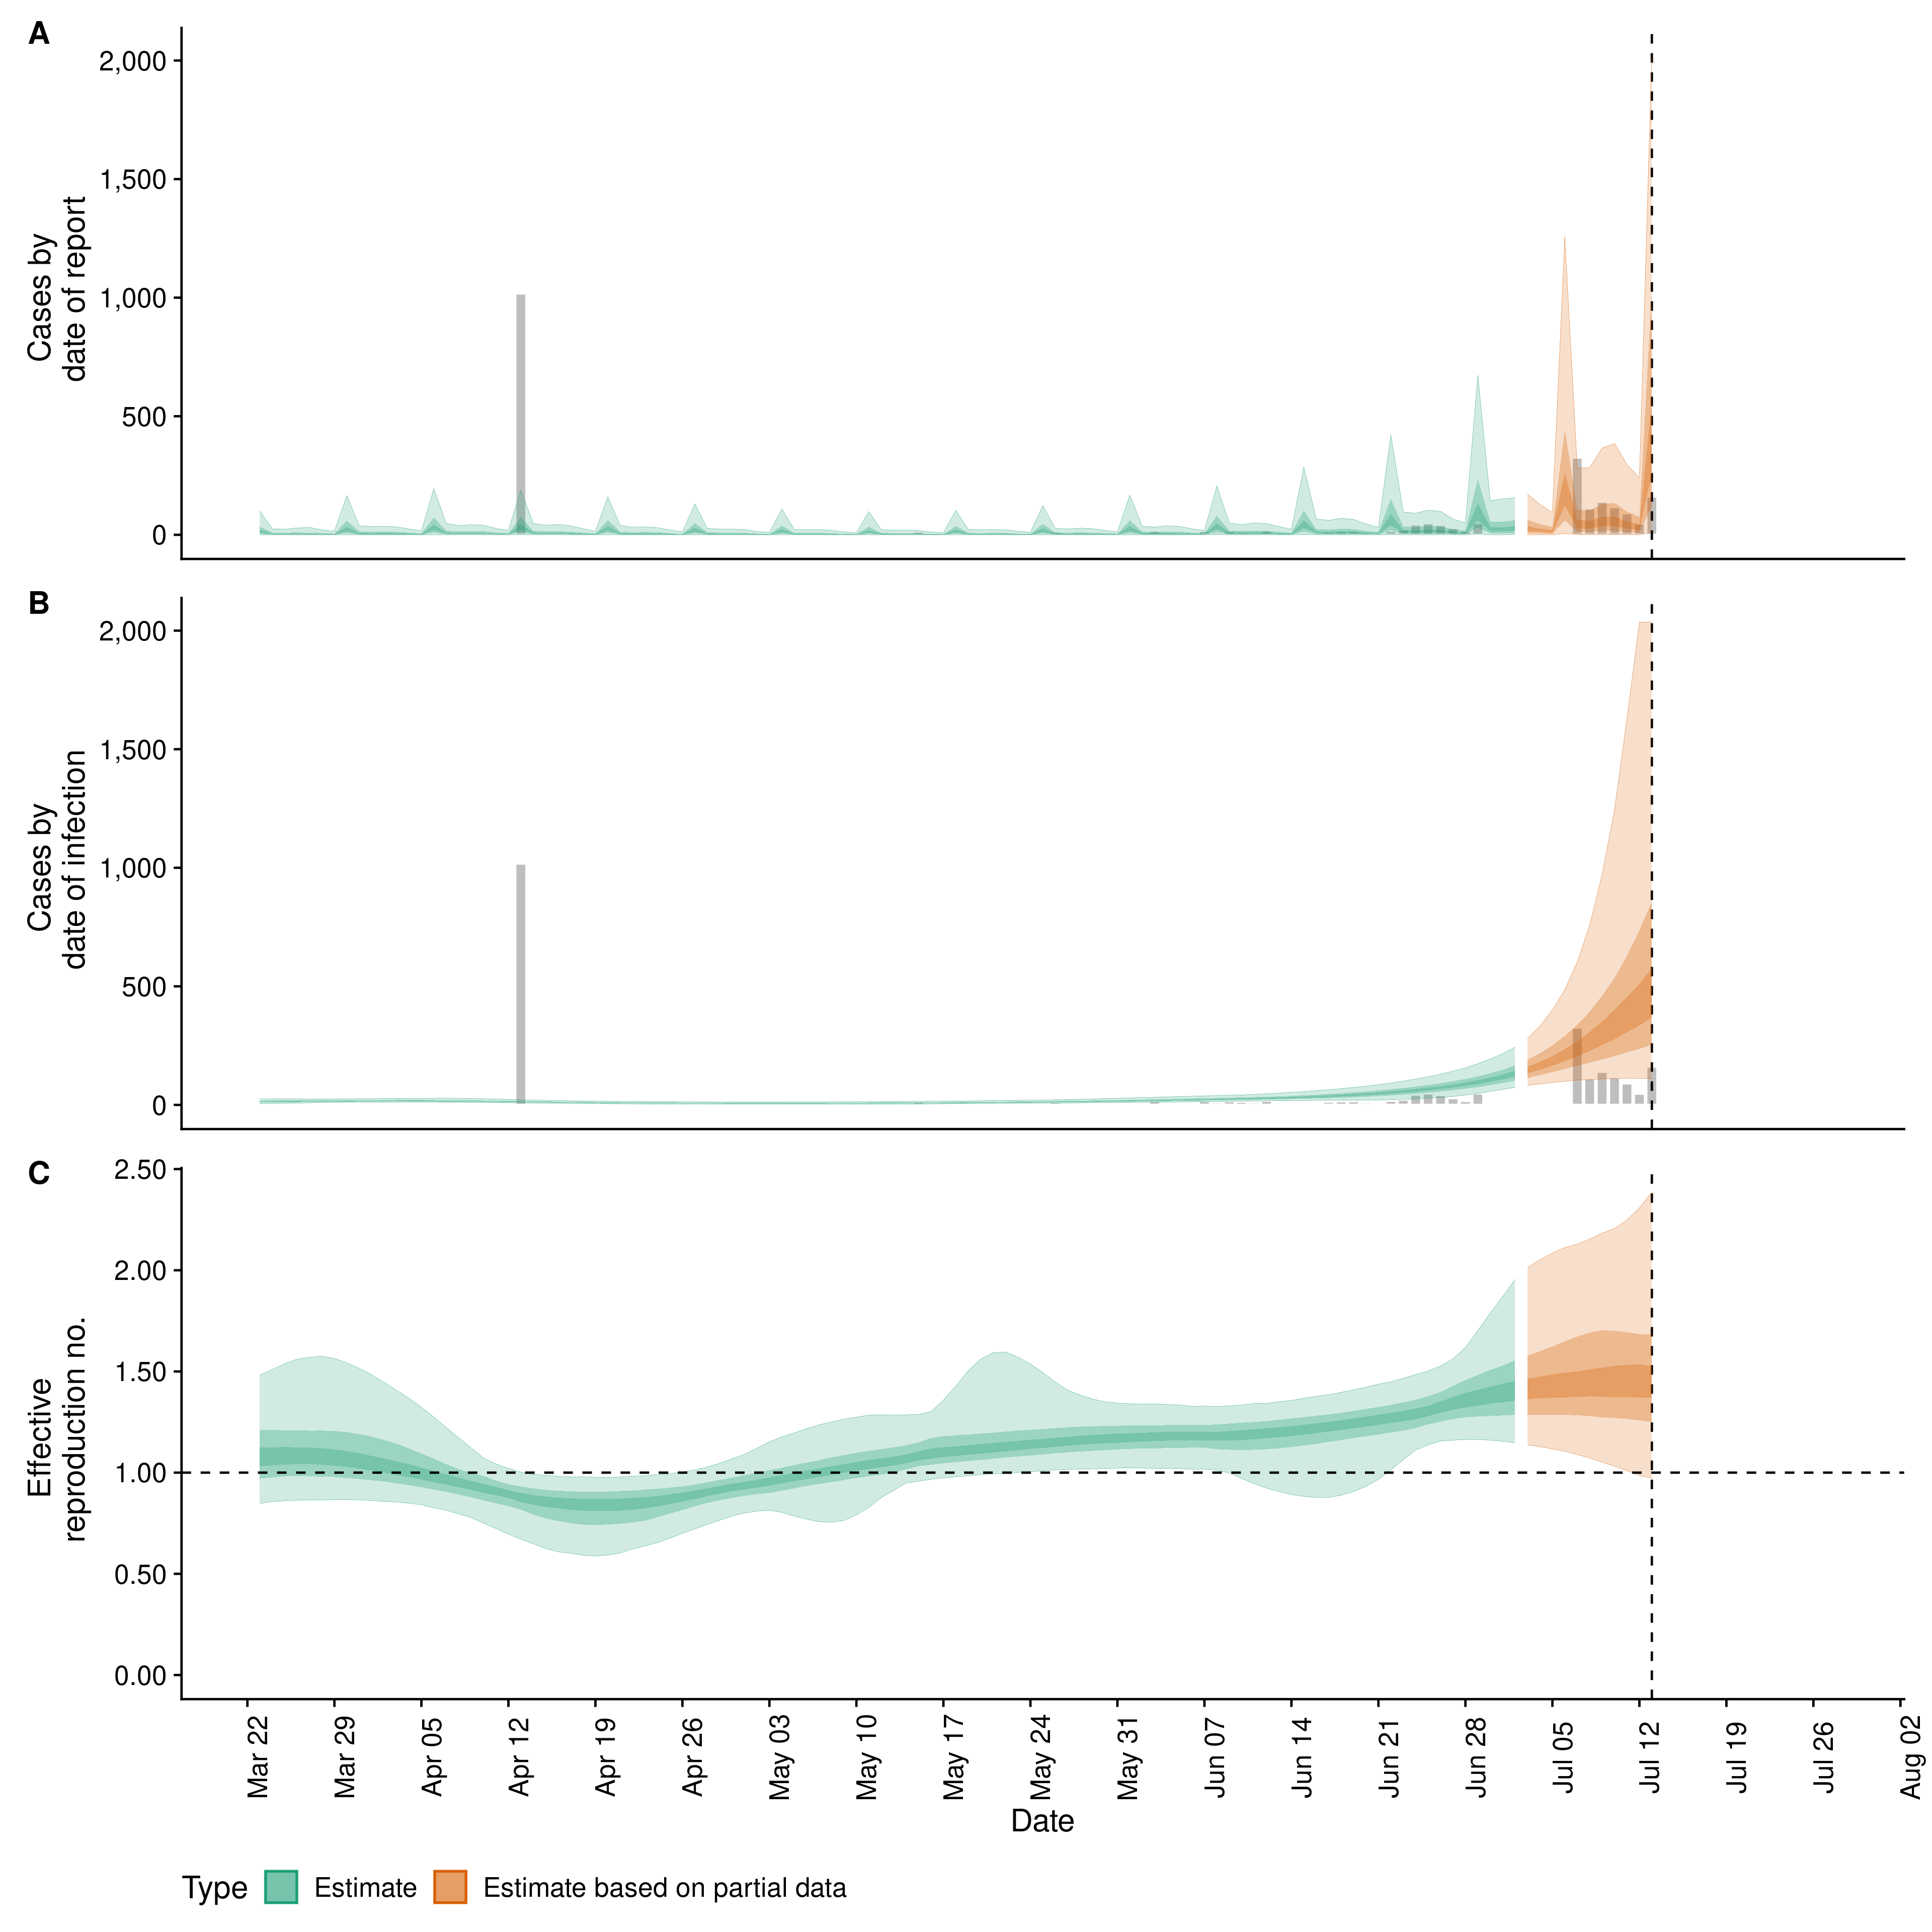 A
2,000
1,500
1,000
500
0
Cases by
date of report
B
2,000
1,500
1,000
500
0
Cases by
date of infection
C
2.50
2.00
1.50
1.00
0.50
0.00
Effective
reproduction no.
Mar 22
Mar 29
Apr 05
Apr 12
Apr 19
Apr 26
May 03
May 10
May 17
May 24
May 31
Jun 07
Jun 14
Jun 21
Jun 28
Jul 05
Jul 12
Jul 19
Jul 26
Aug 02
Date
Type Estimate Estimate based on partial data